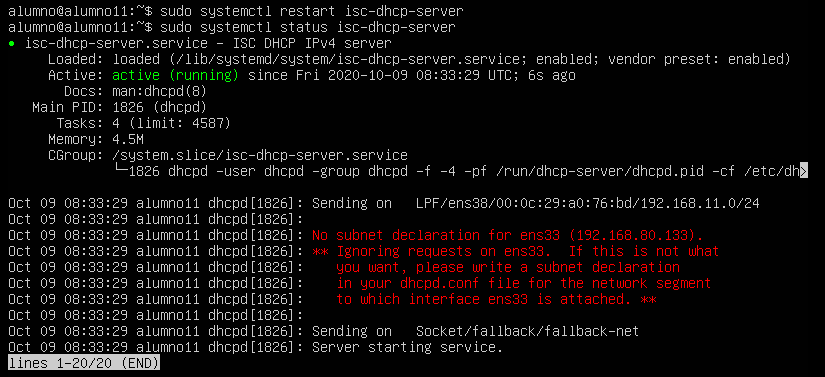 alumno@alumno11:~$ sudo systemctl restart isc-dhcp-server
alumno@alumno11:~$ sudo systemctl status isc-dhcp-server
● isc-dhcp-server.service – ISC DHCP IPv4 server
     Loaded: loaded (/lib/systemd/system/isc-dhcp-server.service; enabled; vendor preset: enabled)
     Active: active (running) since Fri 2020-10-09 08:33:29 UTC; 6s ago
       Docs: man:dhcpd(8)
   Main PID: 1826 (dhcpd)
      Tasks: 4 (limit: 4587)
     Memory: 4.5M
     CGroup: /system.slice/isc-dhcp-server.service
             └─1826 dhcpd -user dhcpd -group dhcpd -f -4 -pf /run/dhcp-server/dhcpd.pid -cf /etc/dh>
Oct 09 08:33:29 alumno11 dhcpd[1826]: Sending on   LPF/ens38/00:0c:29:a0:76:bd/192.168.11.0/24
Oct 09 08:33:29 alumno11 dhcpd[1826]:
Oct 09 08:33:29 alumno11 dhcpd[1826]: No subnet declaration for ens33 (192.168.80.133).
Oct 09 08:33:29 alumno11 dhcpd[1826]: ** Ignoring requests on ens33.  If this is not what
Oct 09 08:33:29 alumno11 dhcpd[1826]:    you want, please write a subnet declaration
Oct 09 08:33:29 alumno11 dhcpd[1826]:    in your dhcpd.conf file for the network segment
Oct 09 08:33:29 alumno11 dhcpd[1826]:    to which interface ens33 is attached. **
Oct 09 08:33:29 alumno11 dhcpd[1826]:
Oct 09 08:33:29 alumno11 dhcpd[1826]: Sending on   Socket/fallback/fallback-net
Oct 09 08:33:29 alumno11 dhcpd[1826]: Server starting service.
lines 1-20/20 (END)